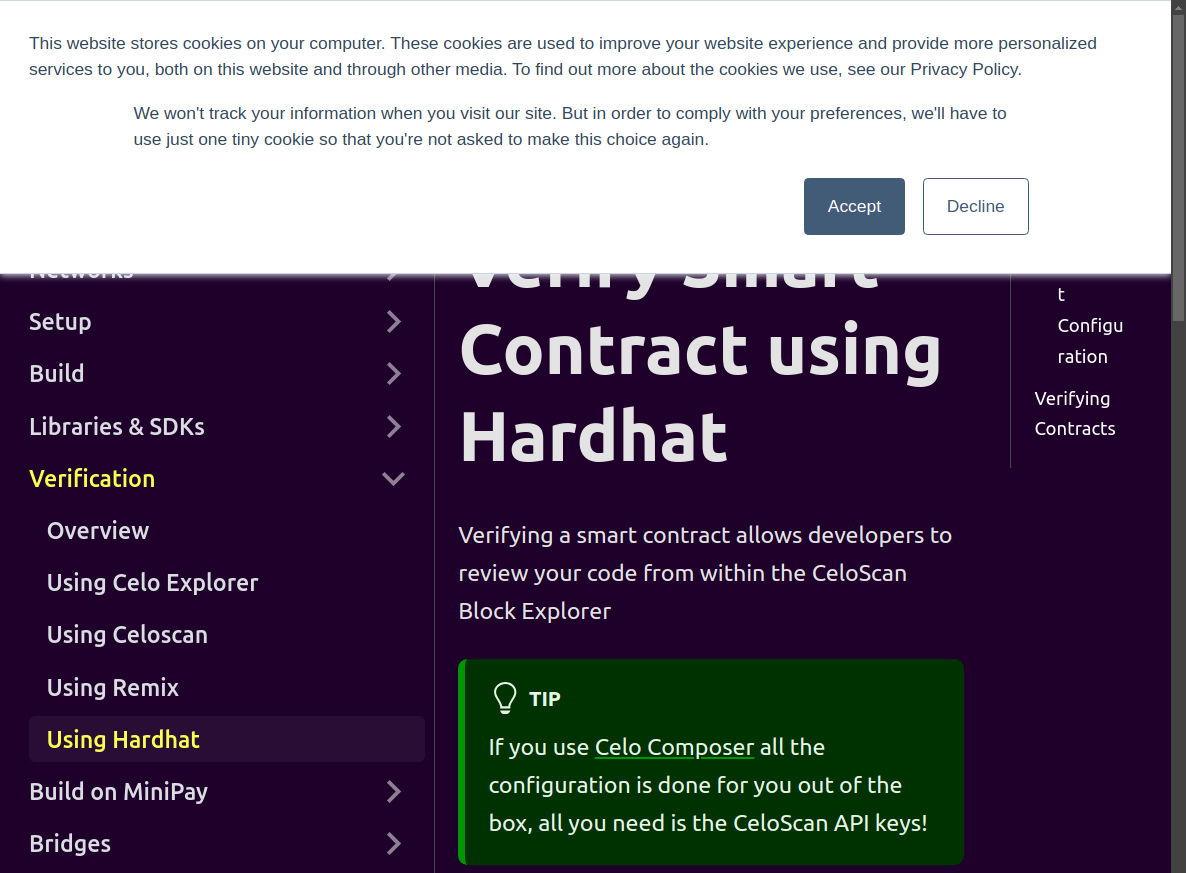 This website stores cookies on your computer. These cookies are used to improve your website experience and provide more personalized
services to you, both on this website and through other media. To find out more about the cookies we use, see our Privacy Policy.
We won't track your information when you visit our site. But in order to comply with your preferences, we'll have to
use just one tiny cookie so that you're not asked to make this choice again.
Accept
Decline
Networks
Setup
Build
Libraries & SDKs
Verification
Overview
Using Celo Explorer
Using Celoscan
Using Remix
Using Hardhat
Build on MiniPay
Bridges
Verify Smart
Contract using
Hardhat
Verifying a smart contract allows developers to
review your code from within the CeloScan
Block Explorer
TIP
If you use Celo Composer all the
configuration is done for you out of the
box, all you need is the CeloScan API keys!
t
Configu
ration
Verifying
Contracts